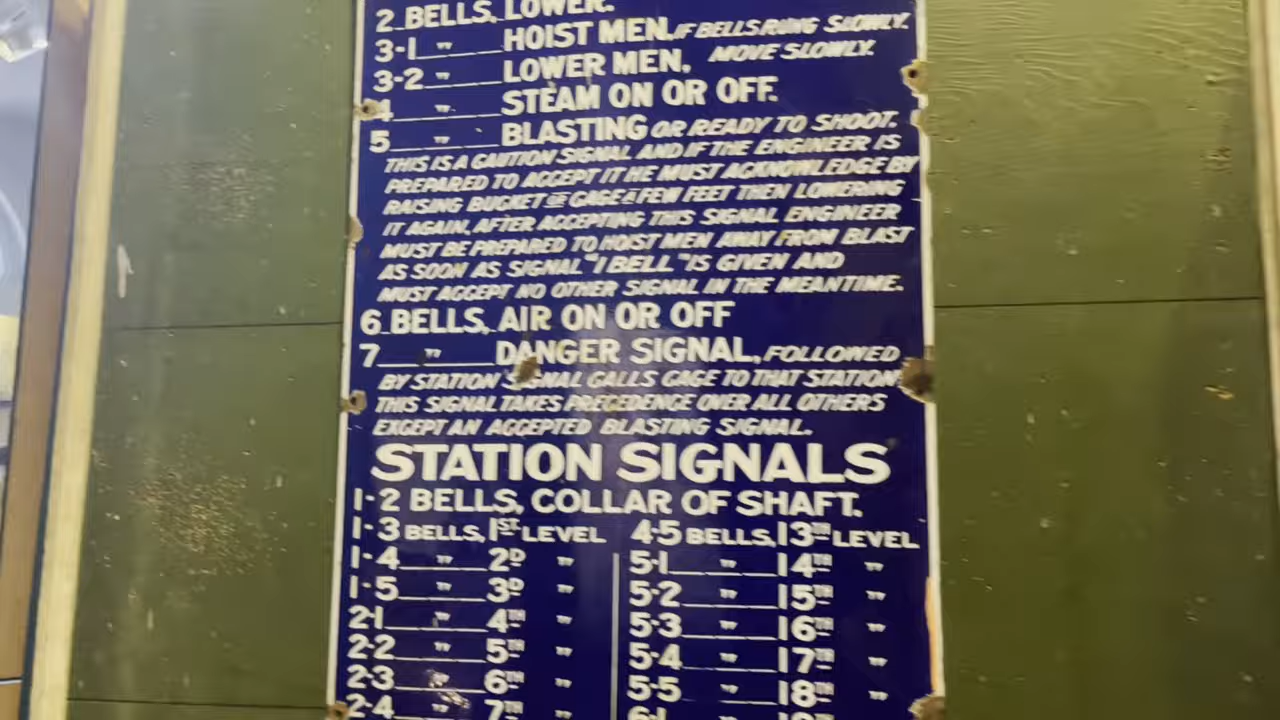 2 BELLS, LOWER.
3-1 " HOIST MEN, IF BELLS RUNG SLOWLY,
3-2 " LOWER MEN, MOVE SLOWLY.
4 " STEAM ON OR OFF.
5 " BLASTING OR READY TO SHOOT.
THIS IS A CAUTION SIGNAL AND IF THE ENGINEER IS
PREPARED TO ACCEPT IT HE MUST ACKNOWLEDGE BY
RAISING BUCKET OR CAGE A FEW FEET THEN LOWERING
IT AGAIN, AFTER ACCEPTING THIS SIGNAL ENGINEER
MUST BE PREPARED TO HOIST MEN AWAY FROM BLAST
AS SOON AS SIGNAL "1 BELL" IS GIVEN AND
MUST ACCEPT NO OTHER SIGNAL IN THE MEANTIME.
6 BELLS, AIR ON OR OFF
7 " DANGER SIGNAL, FOLLOWED
BY STATION SIGNAL CALLS CAGE TO THAT STATION
THIS SIGNAL TAKES PRECEDENCE OVER ALL OTHERS
EXCEPT AN ACCEPTED BLASTING SIGNAL.
STATION SIGNALS
1-2 BELLS, COLLAR OF SHAFT.
1-3 BELLS, 1ST LEVEL 4-5 BELLS, 13TH LEVEL
1-4 " 2D " 5-1 " 14TH "
1-5 " 3D " 5-2 " 15TH "
2-1 " 4TH " 5-3 " 16TH "
2-2 " 5TH " 5-4 " 17TH "
2-3 " 6TH " 5-5 " 18TH "
2-4 " 7TH " 6-1 "